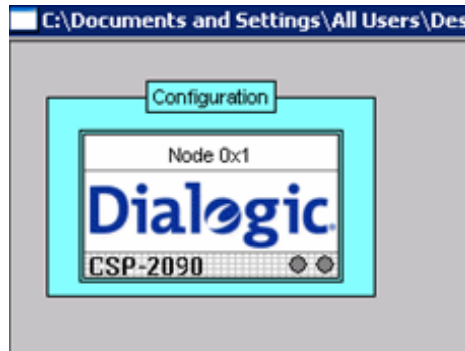 C:\Documents and Settings\All Users\Des
Configuration
Node 0x1
Dialogic.
CSP-2090